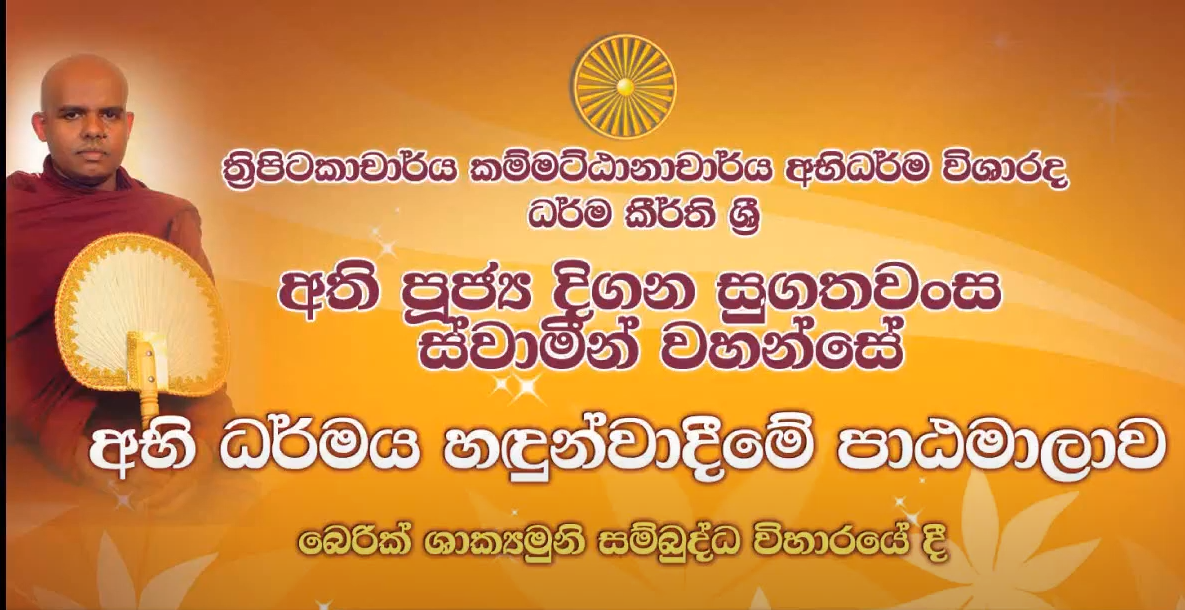 ත්‍රිපිටකාචාර්ය කම්මට්ඨානාචාර්ය අභිධර්ම විශාරද
ධර්ම කීර්ති ශ්‍රී
අති පූජ්‍ය දිගන සුගතවංස
ස්වාමීන් වහන්සේ
අභි ධර්මය හඳුන්වාදීමේ පාඨමාලාව
බෙරික් ශාක්‍යමුනි සම්බුද්ධ විහාරයේ දී